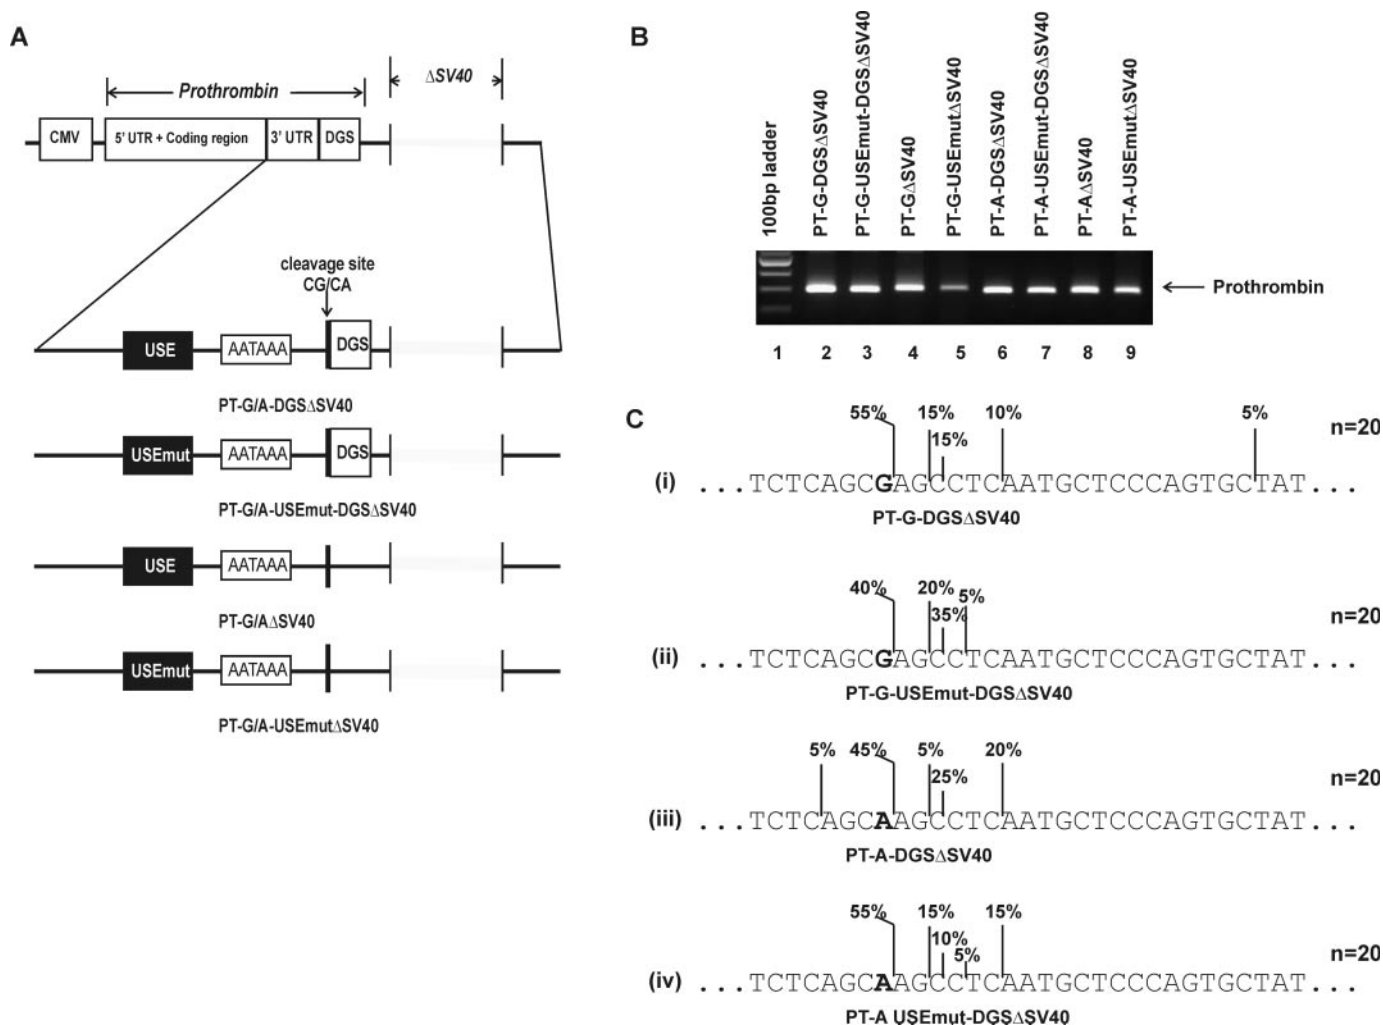 A
Prothrombin
ΔSV40
CMV
5' UTR + Coding region
3' UTR
DGS
cleavage site
CG/CA
USE
AATAAA
DGS
PT-G/A-DGSΔSV40
USEmut
AATAAA
DGS
PT-G/A-USEmut-DGSΔSV40
USE
AATAAA
PT-G/AΔSV40
USEmut
AATAAA
PT-G/A-USEmutΔSV40
B
100bp ladder
PT-G-DGSΔSV40
PT-G-USEmut-DGSΔSV40
PT-GΔSV40
PT-G-USEmutΔSV40
PT-A-DGSΔSV40
PT-A-USEmut-DGSΔSV40
PT-AΔSV40
PT-A-USEmutΔSV40
Prothrombin
1 2 3 4 5 6 7 8 9
C
55% 15% 10% 5%
15%
n=20
(i) ...TCTCAGCGAGCCTCAATGCTCCCAGTGCTAT...
PT-G-DGSΔSV40
40% 20% 5%
35%
n=20
(ii) ...TCTCAGCGAGCCTCAATGCTCCCAGTGCTAT...
PT-G-USEmut-DGSΔSV40
5% 45% 5% 20%
25%
n=20
(iii) ...TCTCAGCAAGCCTCAATGCTCCCAGTGCTAT...
PT-A-DGSΔSV40
55% 15% 15%
10%
5%
n=20
(iv) ...TCTCAGCAAGCCTCAATGCTCCCAGTGCTAT...
PT-A USEmut-DGSΔSV40